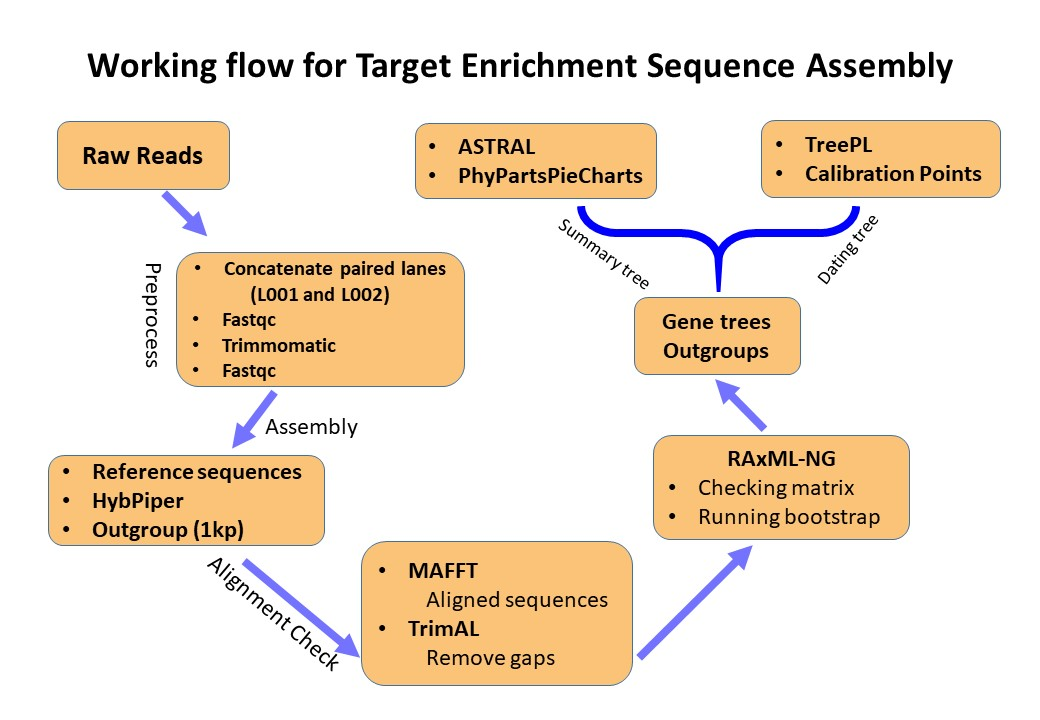 Working flow for Target Enrichment Sequence Assembly
Raw Reads
Preprocess
• Concatenate paired lanes
(L001 and L002)
• Fastqc
• Trimmomatic
• Fastqc
Assembly
• Reference sequences
• HybPiper
• Outgroup (1kp)
Alignment Check
• MAFFT
Aligned sequences
• TrimAL
Remove gaps
RAxML-NG
• Checking matrix
• Running bootstrap
Gene trees
Outgroups
Summary tree
Dating tree
• ASTRAL
• PhyPartsPieCharts
• TreePL
• Calibration Points